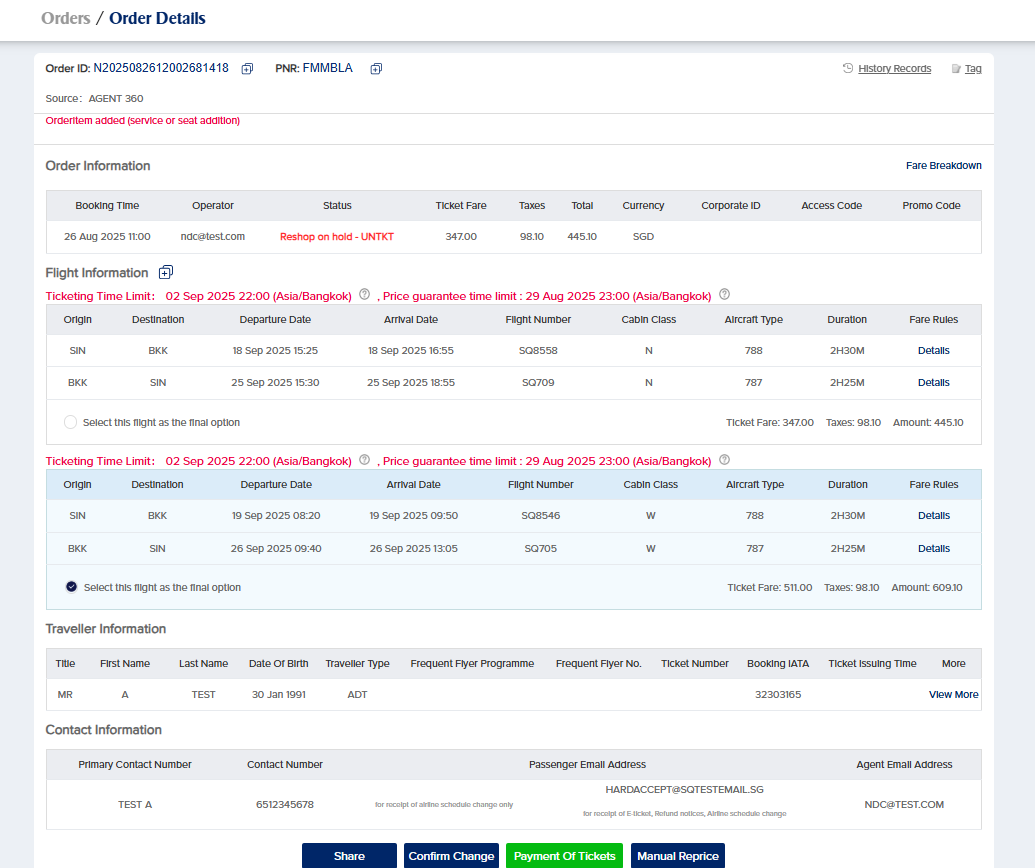 Orders / Order Details
Order ID: N2025082612002681418 PNR: FMMBLA History Records Tag
Source: AGENT 360
OrderItem added (service or seat addition)
Order Information Fare Breakdown
Booking Time Operator Status Ticket Fare Taxes Total Currency Corporate ID Access Code Promo Code
26 Aug 2025 11:00 ndc@test.com Reshop on hold - UNTKT 347.00 98.10 445.10 SGD
Flight Information
Ticketing Time Limit: 02 Sep 2025 22:00 (Asia/Bangkok) ? , Price guarantee time limit : 29 Aug 2025 23:00 (Asia/Bangkok) ?
Origin Destination Departure Date Arrival Date Flight Number Cabin Class Aircraft Type Duration Fare Rules
SIN BKK 18 Sep 2025 15:25 18 Sep 2025 16:55 SQ8558 N 788 2H30M Details
BKK SIN 25 Sep 2025 15:30 25 Sep 2025 18:55 SQ709 N 787 2H25M Details
Select this flight as the final option Ticket Fare: 347.00 Taxes: 98.10 Amount: 445.10
Ticketing Time Limit: 02 Sep 2025 22:00 (Asia/Bangkok) ? , Price guarantee time limit : 29 Aug 2025 23:00 (Asia/Bangkok) ?
Origin Destination Departure Date Arrival Date Flight Number Cabin Class Aircraft Type Duration Fare Rules
SIN BKK 19 Sep 2025 08:20 19 Sep 2025 09:50 SQ8546 W 788 2H30M Details
BKK SIN 26 Sep 2025 09:40 26 Sep 2025 13:05 SQ705 W 787 2H25M Details
Select this flight as the final option Ticket Fare: 511.00 Taxes: 98.10 Amount: 609.10
Traveller Information
Title First Name Last Name Date Of Birth Traveller Type Frequent Flyer Programme Frequent Flyer No. Ticket Number Booking IATA Ticket Issuing Time More
MR A TEST 30 Jan 1991 ADT 32303165 View More
Contact Information
Primary Contact Number Contact Number Passenger Email Address Agent Email Address
HARDACCEPT@SQTESTEMAIL.SG
TEST A 6512345678 for receipt of airline schedule change only NDC@TEST.COM
for receipt of E-ticket, Refund notices, Airline schedule change
Share Confirm Change Payment Of Tickets Manual Reprice